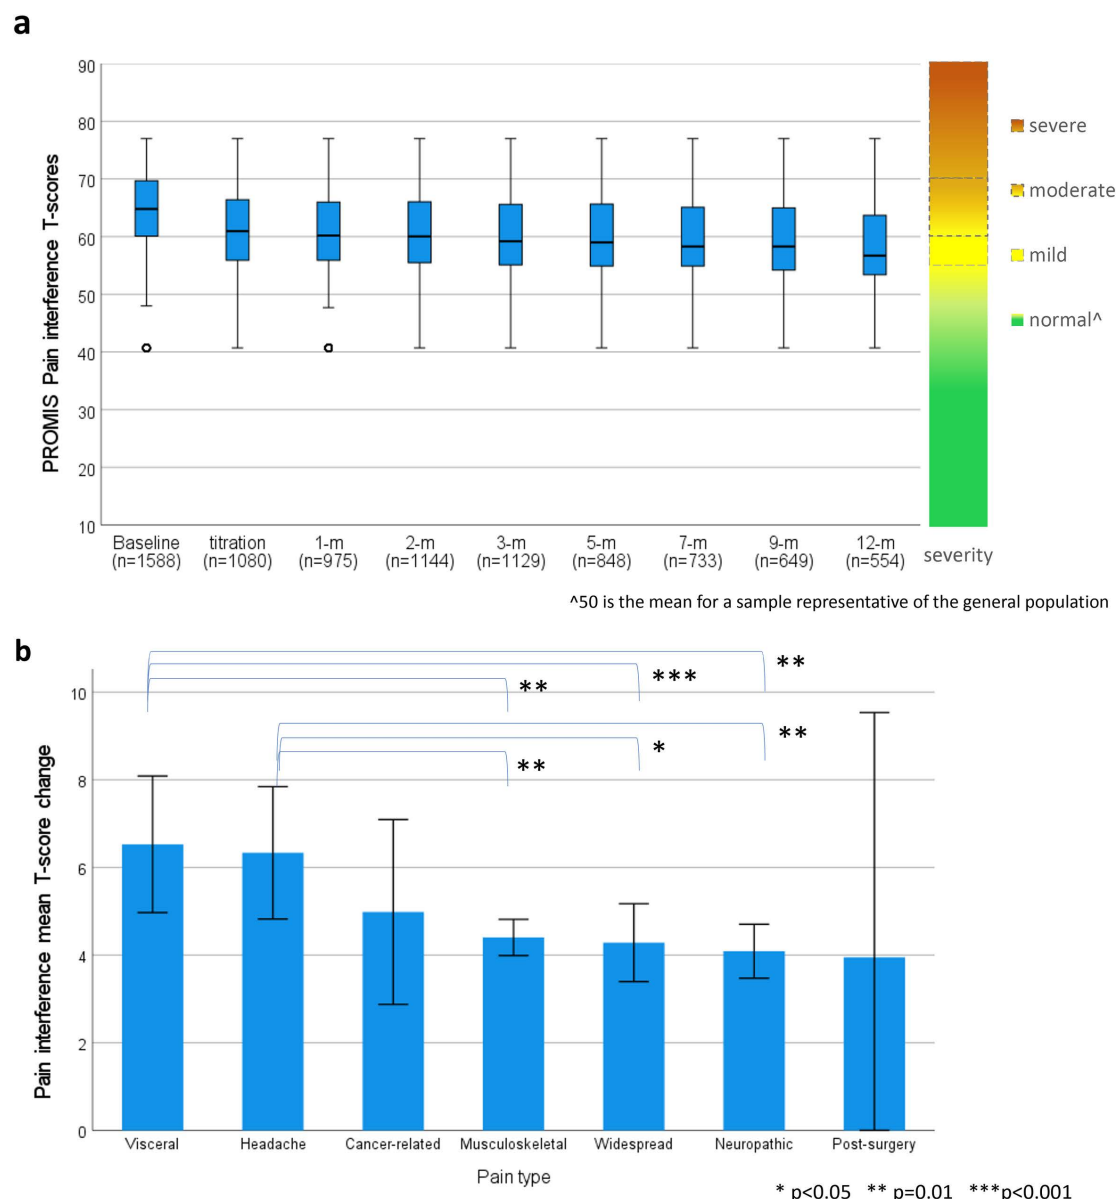 a
PROMIS Pain interference T-scores
90
80
70
60
50
40
30
20
10
Baseline titration 1-m 2-m 3-m 5-m 7-m 9-m 12-m
(n=1588) (n=1080) (n=975) (n=1144) (n=1129) (n=848) (n=733) (n=649) (n=554)
severe
moderate
mild
normal^
severity
^50 is the mean for a sample representative of the general population
b
Pain interference mean T-score change
10
8
6
4
2
0
**
***
**
**
*
**
Visceral Headache Cancer-related Musculoskeletal Widespread Neuropathic Post-surgery
Pain type
* p<0.05 ** p=0.01 ***p<0.001